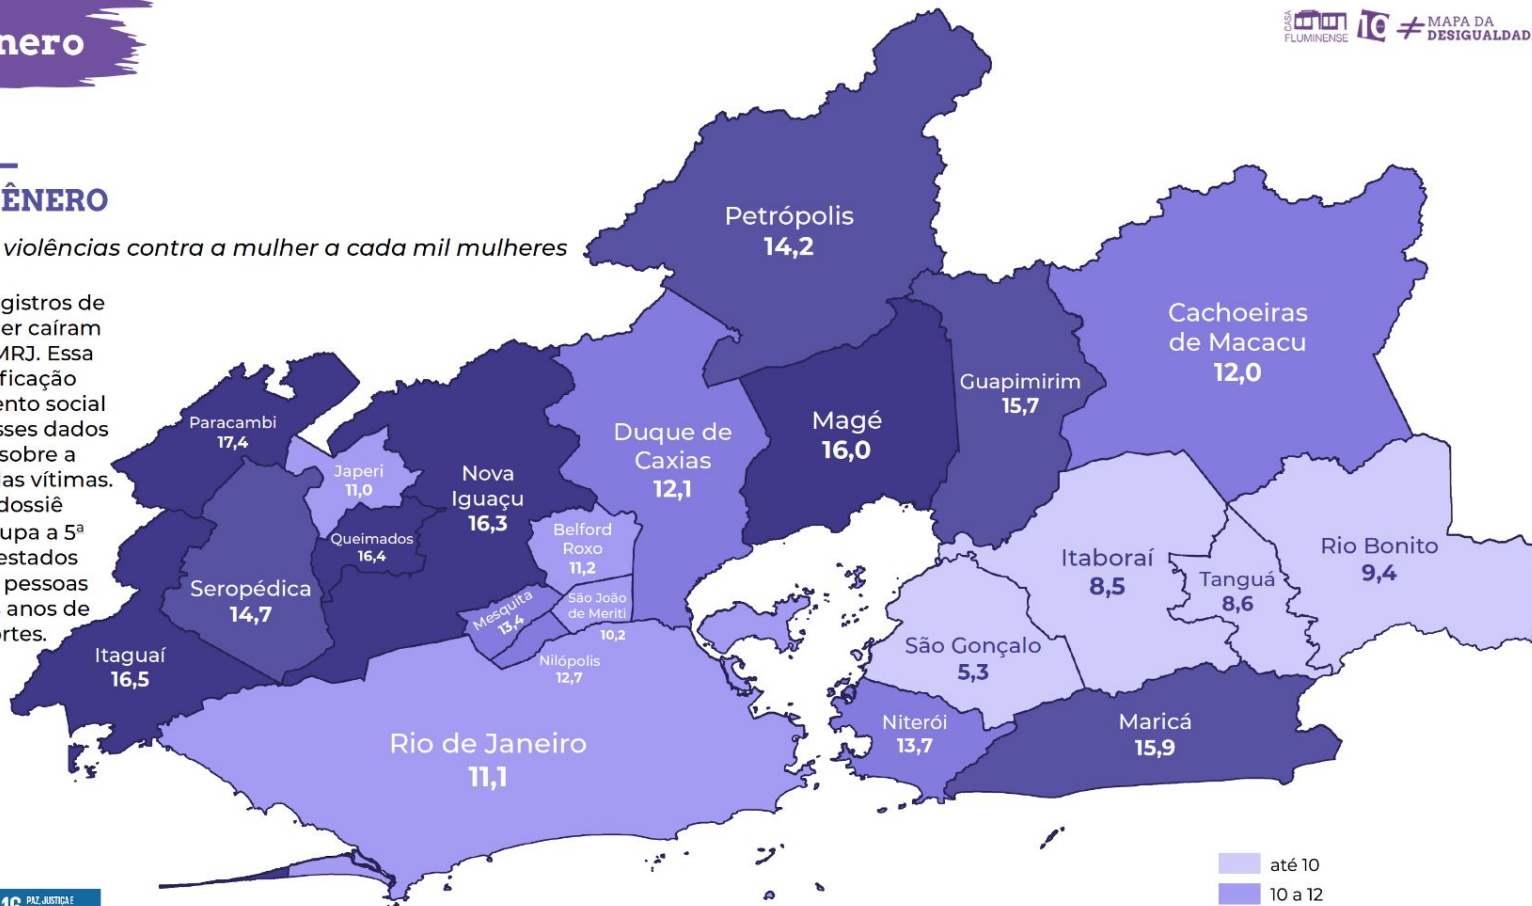 nero
CASA
FLUMINENSE
10
≠ MAPA DA
DESIGUALDAD
ÊNERO
violências contra a mulher a cada mil mulheres
gistros de
er caíram
MRJ. Essa
ficação
ento social
sses dados
sobre a
las vítimas.
dossiê
upa a 5ª
estados
pessoas
anos de
ortes.
Petrópolis
14,2
Cachoeiras
de Macacu
12,0
Guapimirim
15,7
Magé
16,0
Duque de
Caxias
12,1
Paracambi
17,4
Japeri
11,0
Nova
Iguaçu
16,3
Queimados
16,4
Belford
Roxo
11,2
Seropédica
14,7
Mesquita
13,4
São João
de Meriti
10,2
Nilópolis
12,7
Itaguaí
16,5
Rio de Janeiro
11,1
Itaboraí
8,5
Tanguá
8,6
Rio Bonito
9,4
São Gonçalo
5,3
Niterói
13,7
Maricá
15,9
até 10
10 a 12
16 PAZ, JUSTIÇA E